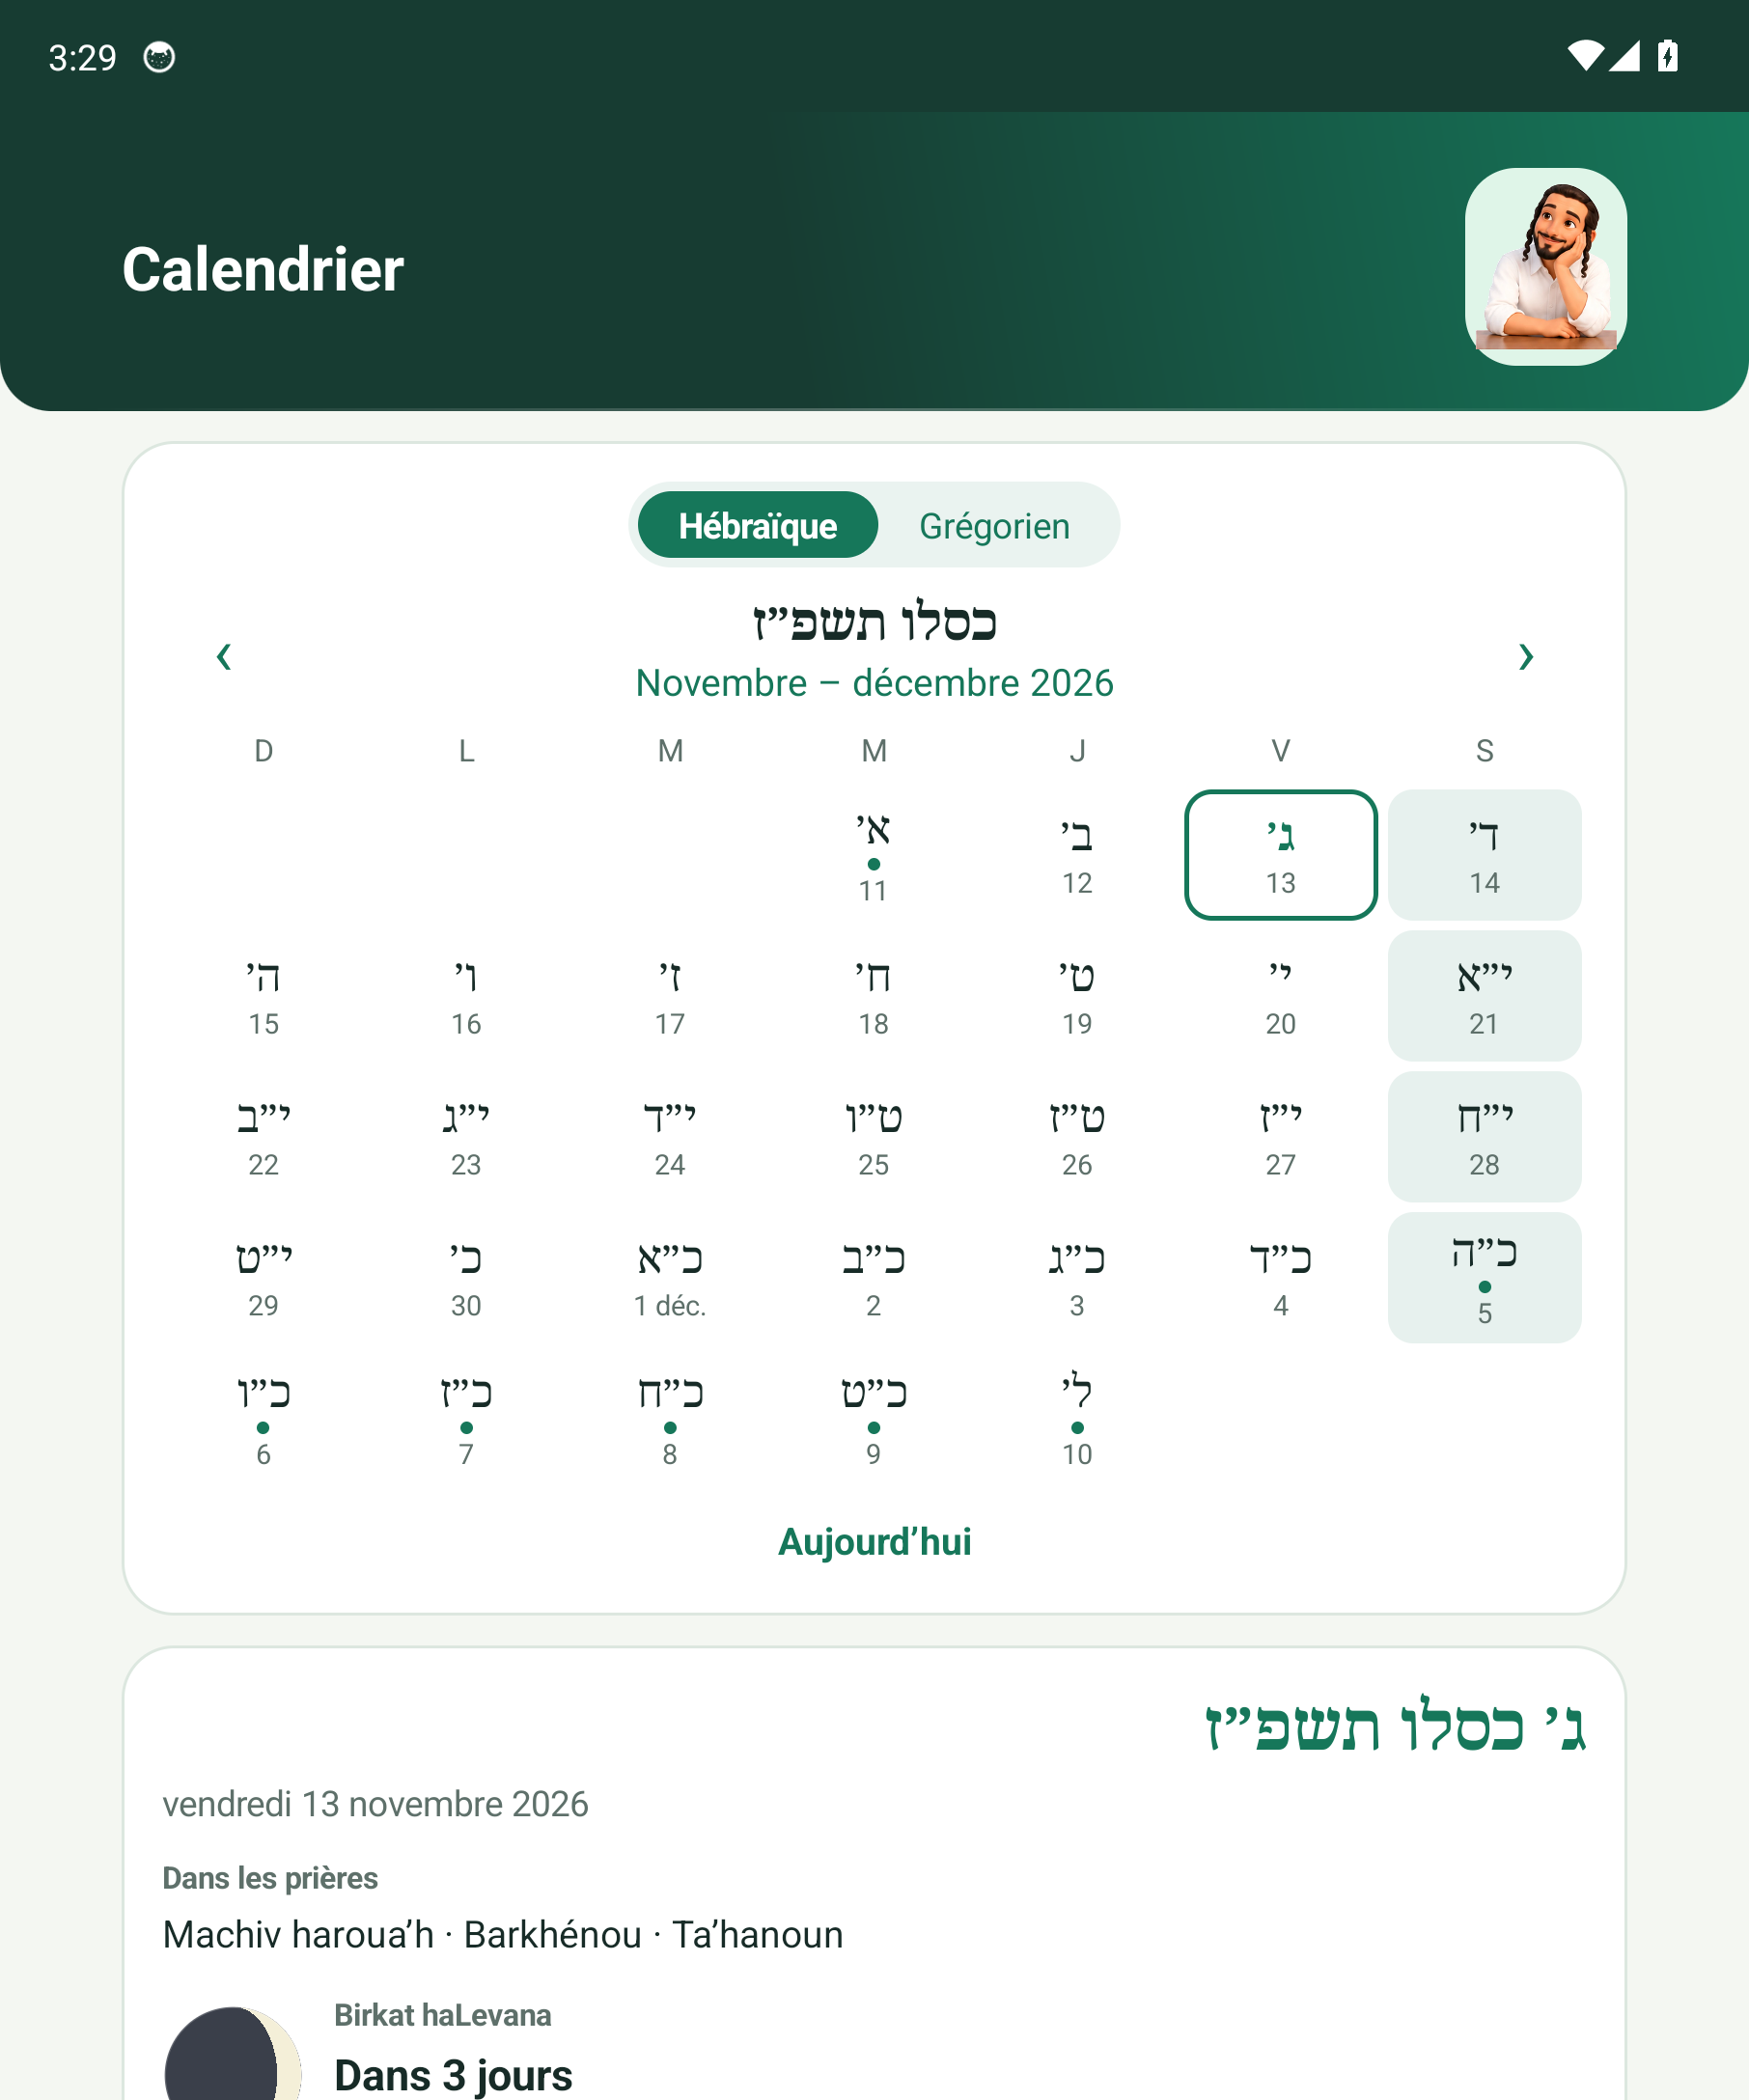 3:29
Calendrier
Hébraïque Grégorien
כסלו תשפ״ז
‹ ›
Novembre – décembre 2026
D L M M J V S
א׳ ב׳ ג׳ ד׳
11 12 13 14
ה׳ ו׳ ז׳ ח׳ ט׳ י׳ י״א
15 16 17 18 19 20 21
י״ב י״ג י״ד ט״ו ט״ז י״ז י״ח
22 23 24 25 26 27 28
י״ט כ׳ כ״א כ״ב כ״ג כ״ד כ״ה
29 30 1 déc. 2 3 4 5
כ״ו כ״ז כ״ח כ״ט ל׳
6 7 8 9 10
Aujourd’hui
ג׳ כסלו תשפ״ז
vendredi 13 novembre 2026
Dans les prières
Machiv haroua’h · Barkhénou · Ta’hanoun
Birkat haLevana
Dans 3 jours